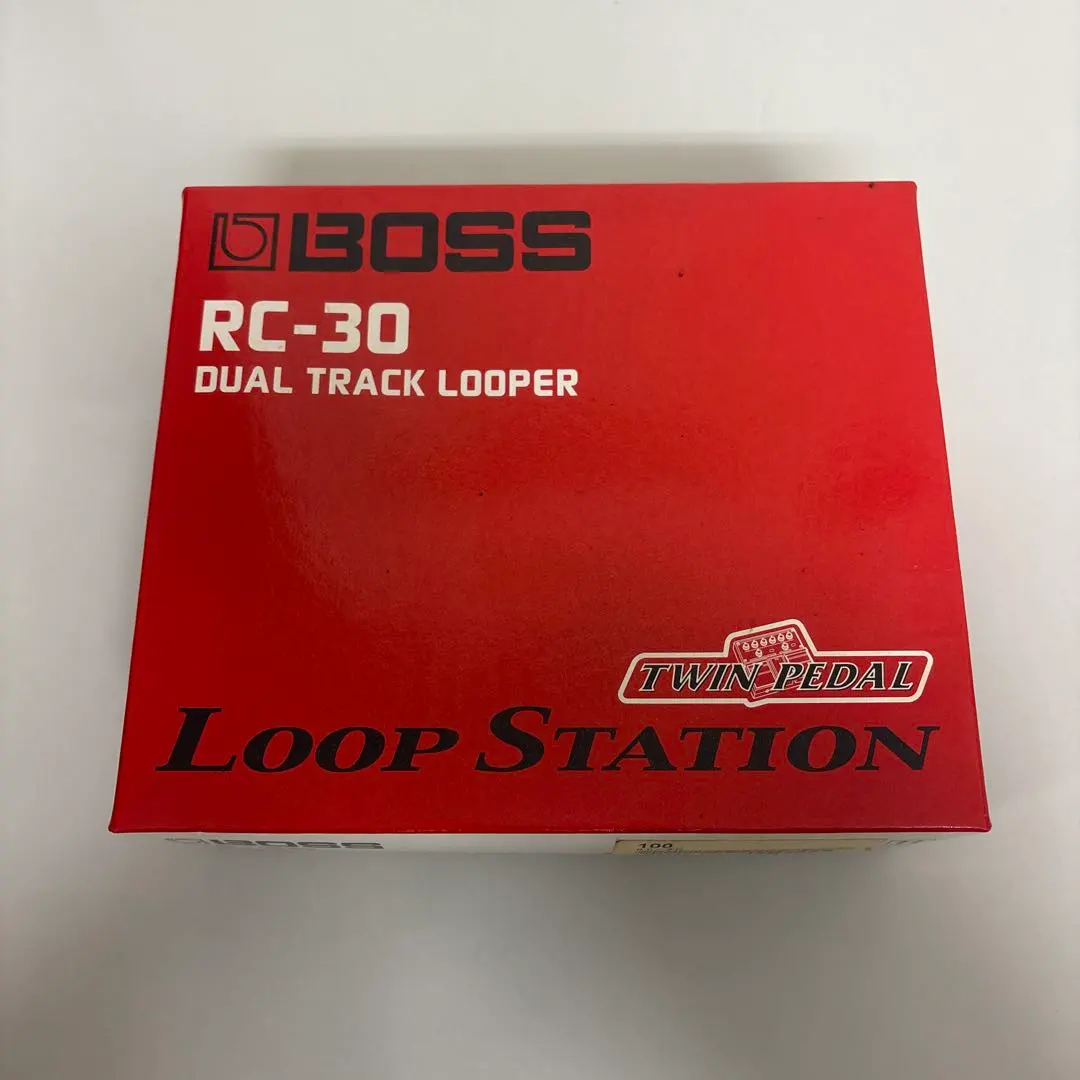 BOSS
RC-30
DUAL TRACK LOOPER
TWIN PEDAL
LOOP STATION
BOSS
100